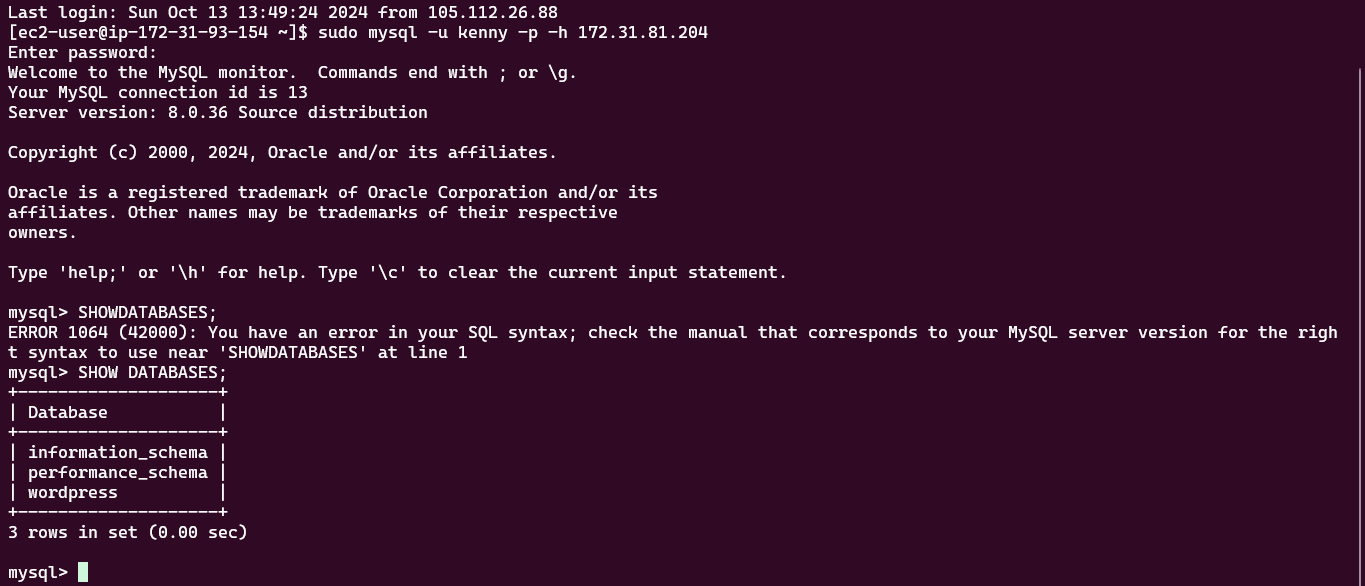 Last login: Sun Oct 13 13:49:24 2024 from 105.112.26.88
[ec2-user@ip-172-31-93-154 ~]$ sudo mysql -u kenny -p -h 172.31.81.204
Enter password:
Welcome to the MySQL monitor.  Commands end with ; or \g.
Your MySQL connection id is 13
Server version: 8.0.36 Source distribution

Copyright (c) 2000, 2024, Oracle and/or its affiliates.

Oracle is a registered trademark of Oracle Corporation and/or its
affiliates. Other names may be trademarks of their respective
owners.

Type 'help;' or '\h' for help. Type '\c' to clear the current input statement.

mysql> SHOWDATABASES;
ERROR 1064 (42000): You have an error in your SQL syntax; check the manual that corresponds to your MySQL server version for the righ
t syntax to use near 'SHOWDATABASES' at line 1
mysql> SHOW DATABASES;
+--------------------+
| Database           |
+--------------------+
| information_schema |
| performance_schema |
| wordpress          |
+--------------------+
3 rows in set (0.00 sec)

mysql>